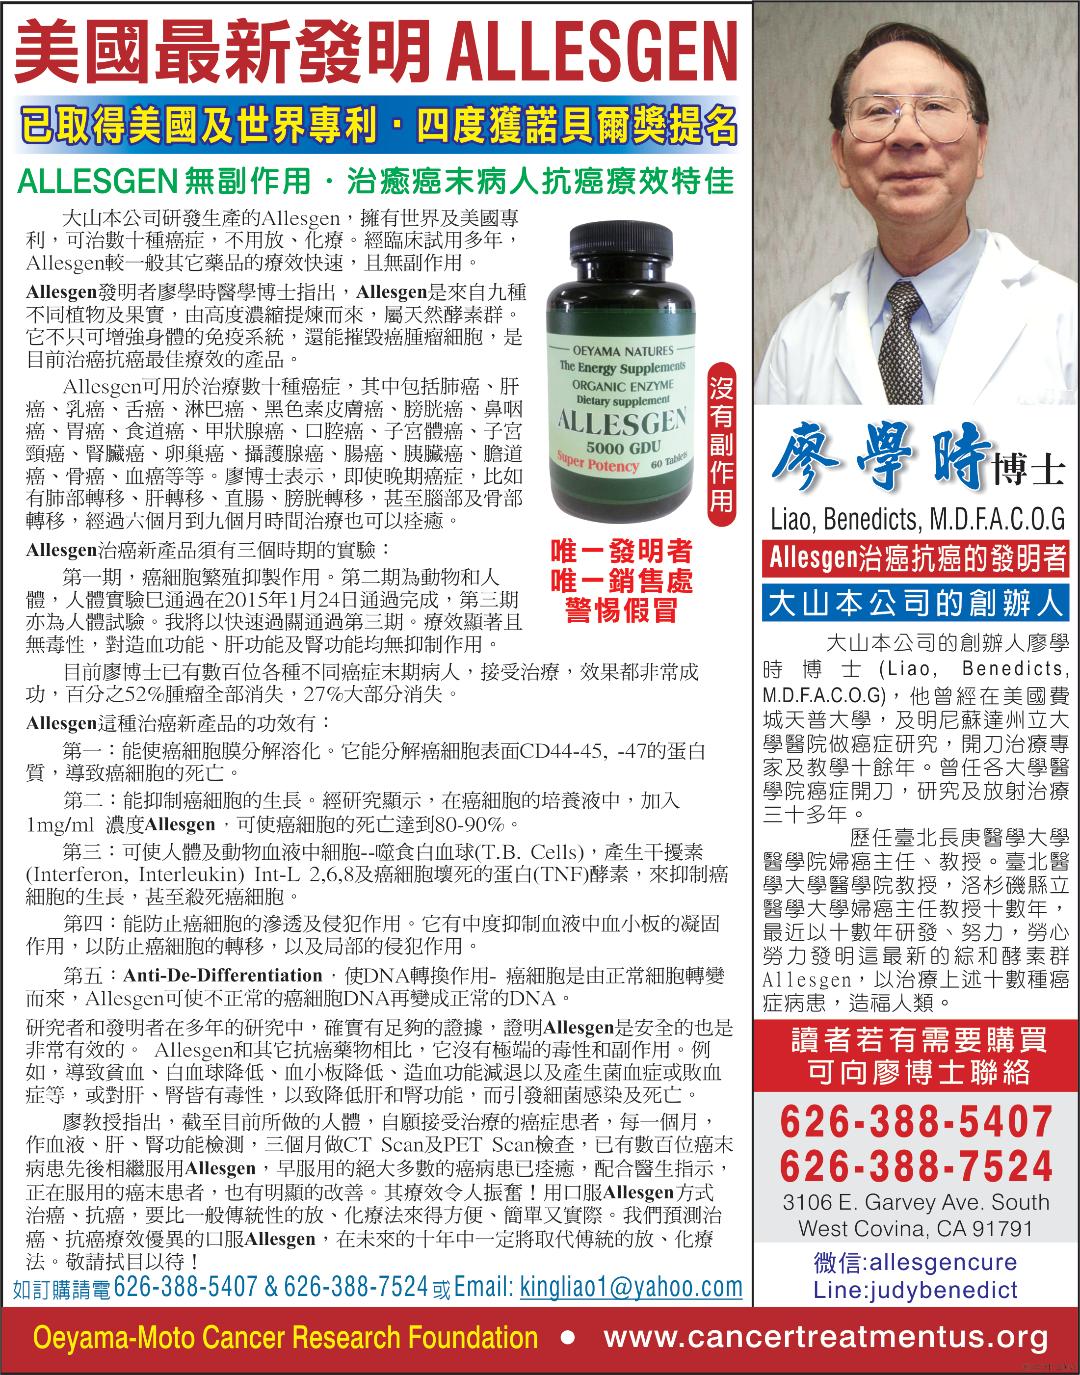 美國最新發明 ALLESGEN
已取得美國及世界專利·四度獲諾貝爾獎提名
ALLESGEN 無副作用·治癒癌末病人抗癌療效特佳
大山本公司研發生產的Allesgen，擁有世界及美國專
利，可治數十種癌症，不用放、化療。經臨床試用多年，
Allesgen較一般其它藥品的療效快速，且無副作用。
Allesgen發明者廖學時醫學博士指出，Allesgen是來自九種
不同植物及果實，由高度濃縮提煉而來，屬天然酵素群。
它不只可增強身體的免疫系統，還能摧毀癌腫瘤細胞，是
目前治癌抗癌最佳療效的產品。
Allesgen可用於治療數十種癌症，其中包括肺癌、肝
癌、乳癌、舌癌、淋巴癌、黑色素皮膚癌、膀胱癌、鼻咽
癌、胃癌、食道癌、甲狀腺癌、口腔癌、子宮體癌、子宮
頸癌、腎臟癌、卵巢癌、攝護腺癌、腸癌、胰臟癌、膽道
癌、骨癌、血癌等等。廖博士表示，即使晚期癌症，比如
有肺部轉移、肝轉移、直腸、膀胱轉移，甚至腦部及骨部
轉移，經過六個月到九個月時間治療也可以痊癒。
Allesgen治癌新產品須有三個時期的實驗：
第一期，癌細胞繁殖抑製作用。第二期為動物和人
體，人體實驗巳通過在2015年1月24日通過完成，第三期
亦為人體試驗。我將以快速過關通過第三期。療效顯著且
無毒性，對造血功能、肝功能及腎功能均無抑制作用。
目前廖博士已有數百位各種不同癌症末期病人，接受治療，效果都非常成
功，百分之52%腫瘤全部消失，27%大部分消失。
Allesgen這種治癌新產品的功效有：
第一：能使癌細胞膜分解溶化。它能分解癌細胞表面CD44-45, -47的蛋白
質，導致癌細胞的死亡。
第二：能抑制癌細胞的生長。經研究顯示，在癌細胞的培養液中，加入
1mg/ml 濃度Allesgen，可使癌細胞的死亡達到80-90%。
第三：可使人體及動物血液中細胞--噬食白血球(T.B. Cells)，產生干擾素
(Interferon, Interleukin) Int-L 2,6,8及癌細胞壞死的蛋白(TNF)酵素，來抑制癌
細胞的生長，甚至殺死癌細胞。
第四：能防止癌細胞的滲透及侵犯作用。它有中度抑制血液中血小板的凝固
作用，以防止癌細胞的轉移，以及局部的侵犯作用。
第五：Anti-De-Differentiation，使DNA轉換作用- 癌細胞是由正常細胞轉變
而來，Allesgen可使不正常的癌細胞DNA再變成正常的DNA。
研究者和發明者在多年的研究中，確實有足夠的證據，證明Allesgen是安全的也是
非常有效的。 Allesgen和其它抗癌藥物相比，它沒有極端的毒性和副作用。例
如，導致貧血、白血球降低、血小板降低、造血功能減退以及產生菌血症或敗血
症等，或對肝、腎皆有毒性，以致降低肝和腎功能，而引發細菌感染及死亡。
廖教授指出，截至目前所做的人體，自願接受治療的癌症患者，每一個月，
作血液、肝、腎功能檢測，三個月做CT Scan及PET Scan檢查，已有數百位癌末
病患先後相繼服用Allesgen，早服用的絕大多數的癌病患已痊癒，配合醫生指示，
正在服用的癌末患者，也有明顯的改善。其療效令人振奮！用口服Allesgen方式
治癌、抗癌，要比一般傳統性的放、化療法來得方便、簡單又實際。我們預測治
癌、抗癌療效優異的口服Allesgen，在未來的十年中一定將取代傳統的放、化療
法。敬請拭目以待！
如訂購請電 626-388-5407 & 626-388-7524 或 Email: kingliao1@yahoo.com
OEYAMA NATURES
The Energy Supplements
ORGANIC ENZYME
Dietary supplement
ALLESGEN
5000 GDU
Super Potency 60 Tablets
沒有副作用
唯一發明者
唯一銷售處
警惕假冒
廖學時博士
Liao, Benedicts, M.D.F.A.C.O.G
Allesgen治癌抗癌的發明者
大山本公司的創辦人
大山本公司的創辦人廖學
時博士(Liao, Benedicts,
M.D.F.A.C.O.G)，他曾經在美國費
城天普大學，及明尼蘇達州立大
學醫院做癌症研究，開刀治療專
家及教學十餘年。曾任各大學醫
學院癌症開刀，研究及放射治療
三十多年。
歷任臺北長庚醫學大學
醫學院婦癌主任、教授。臺北醫
學大學醫學院教授，洛杉磯縣立
醫學大學婦癌主任教授十數年，
最近以十數年研發、努力，勞心
勞力發明這最新的綜和酵素群
Allesgen，以治療上述十數種癌
症病患，造福人類。
讀者若有需要購買
可向廖博士聯絡
626-388-5407
626-388-7524
3106 E. Garvey Ave. South
West Covina, CA 91791
微信:allesgencure
Line:judybenedict
Oeyama-Moto Cancer Research Foundation ● www.cancertreatmentus.org